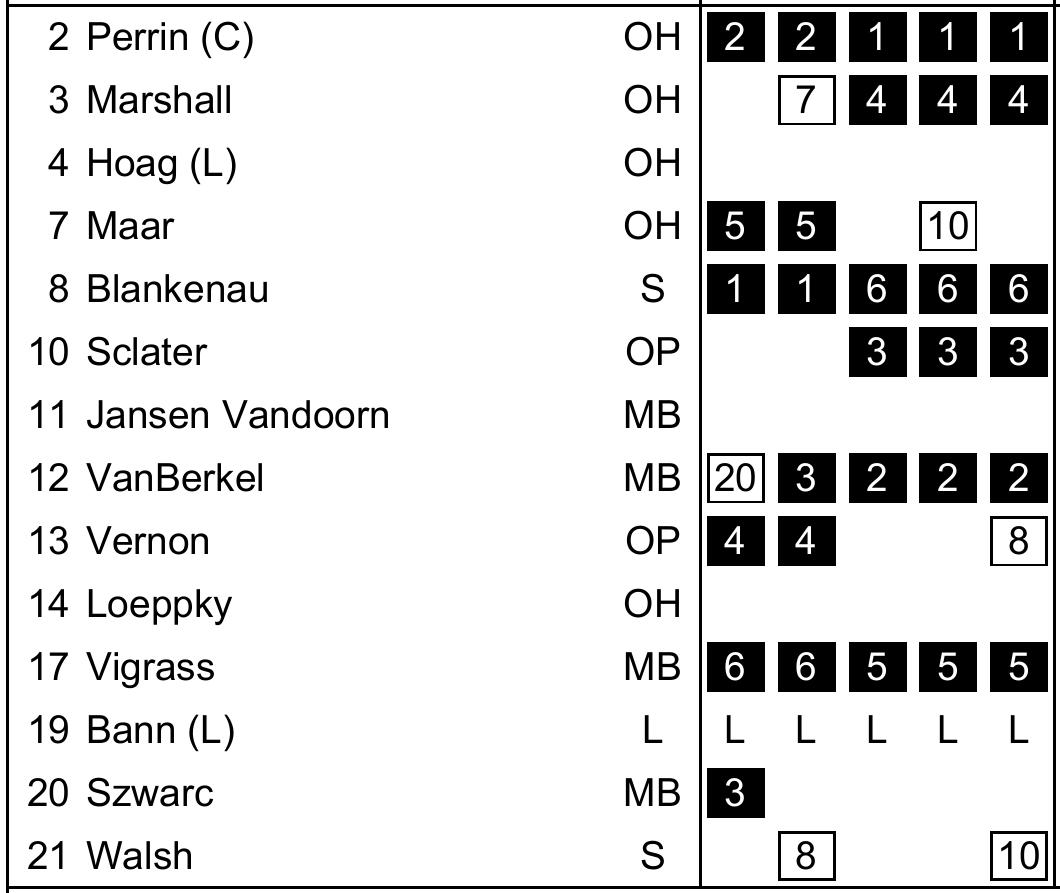 2 Perrin (C) OH 2 2 1 1 1
3 Marshall OH 7 4 4 4
4 Hoag (L) OH
7 Maar OH 5 5 10
8 Blankenau S 1 1 6 6 6
10 Sclater OP 3 3 3
11 Jansen Vandoorn MB
12 VanBerkel MB 20 3 2 2 2
13 Vernon OP 4 4 8
14 Loeppky OH
17 Vigrass MB 6 6 5 5 5
19 Bann (L) L L L L L L
20 Szwarc MB 3
21 Walsh S 8 10